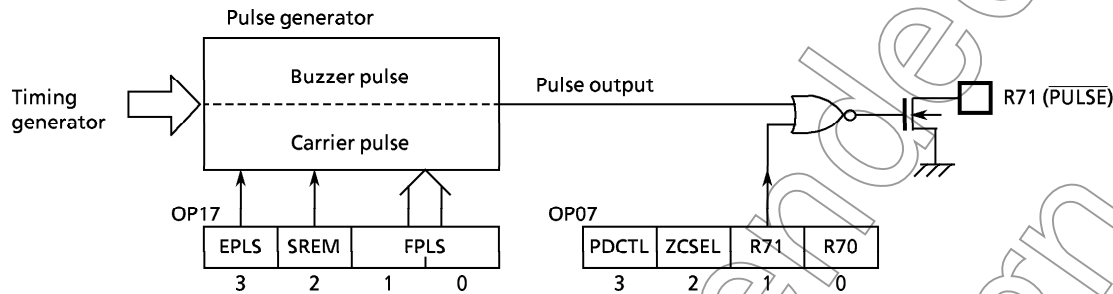 Pulse generator
Timing
generator
Buzzer pulse
Carrier pulse
Pulse output
R71 (PULSE)
OP17
EPLS SREM FPLS
3 2 1 0
OP07
PDCTL ZCSEL R71 R70
3 2 1 0